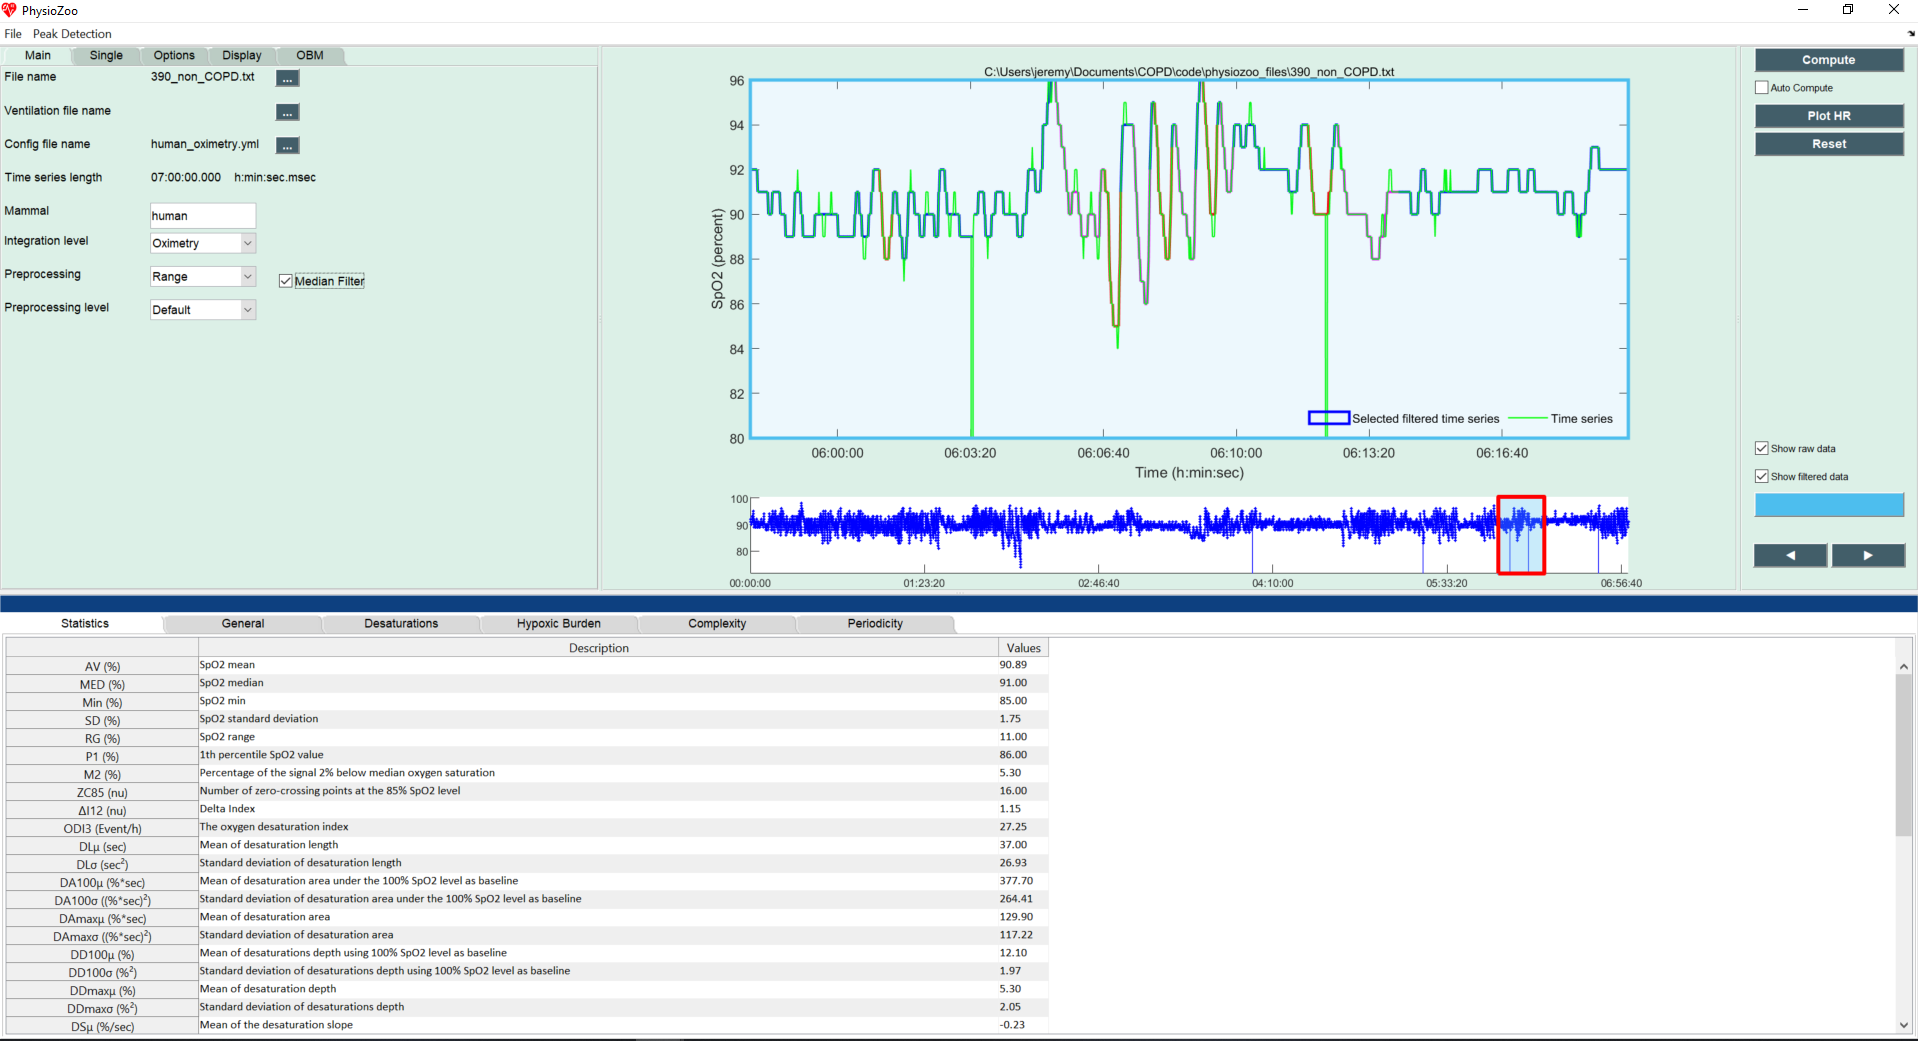 PhysioZoo
File Peak Detection
Main Single Options Display OBM
File name 390_non_COPD.txt ...
Ventilation file name ...
Config file name human_oximetry.yml ...
Time series length 07:00:00.000 h:min:sec.msec
Mammal human
Integration level Oximetry
Preprocessing Range Median Filter
Preprocessing level Default
C:\Users\jeremy\Documents\COPD\code\physiozoo_files\390_non_COPD.txt
96
94
92
90
88
86
84
82
80
SpO2 (percent)
Selected filtered time series Time series
06:00:00 06:03:20 06:06:40 06:10:00 06:13:20 06:16:40
Time (h:min:sec)
100
90
80
00:00:00 01:23:20 02:46:40 04:10:00 05:33:20 06:56:40
Compute
Auto Compute
Plot HR
Reset
Show raw data
Show filtered data
Statistics General Desaturations Hypoxic Burden Complexity Periodicity
Description Values
AV (%) SpO2 mean 90.89
MED (%) SpO2 median 91.00
Min (%) SpO2 min 85.00
SD (%) SpO2 standard deviation 1.75
RG (%) SpO2 range 11.00
P1 (%) 1th percentile SpO2 value 86.00
M2 (%) Percentage of the signal 2% below median oxygen saturation 5.30
ZC85 (nu) Number of zero-crossing points at the 85% SpO2 level 16.00
ΔI12 (nu) Delta Index 1.15
ODI3 (Event/h) The oxygen desaturation index 27.25
DLμ (sec) Mean of desaturation length 37.00
DLσ (sec²) Standard deviation of desaturation length 26.93
DA100μ (%*sec) Mean of desaturation area under the 100% SpO2 level as baseline 377.70
DA100σ ((%*sec)²) Standard deviation of desaturation area under the 100% SpO2 level as baseline 264.41
DAmaxμ (%*sec) Mean of desaturation area 129.90
DAmaxσ ((%*sec)²) Standard deviation of desaturation area 117.22
DD100μ (%) Mean of desaturations depth using 100% SpO2 level as baseline 12.10
DD100σ (%²) Standard deviation of desaturations depth using 100% SpO2 level as baseline 1.97
DDmaxμ (%) Mean of desaturation depth 5.30
DDmaxσ (%²) Standard deviation of desaturations depth 2.05
DSμ (%/sec) Mean of the desaturation slope -0.23